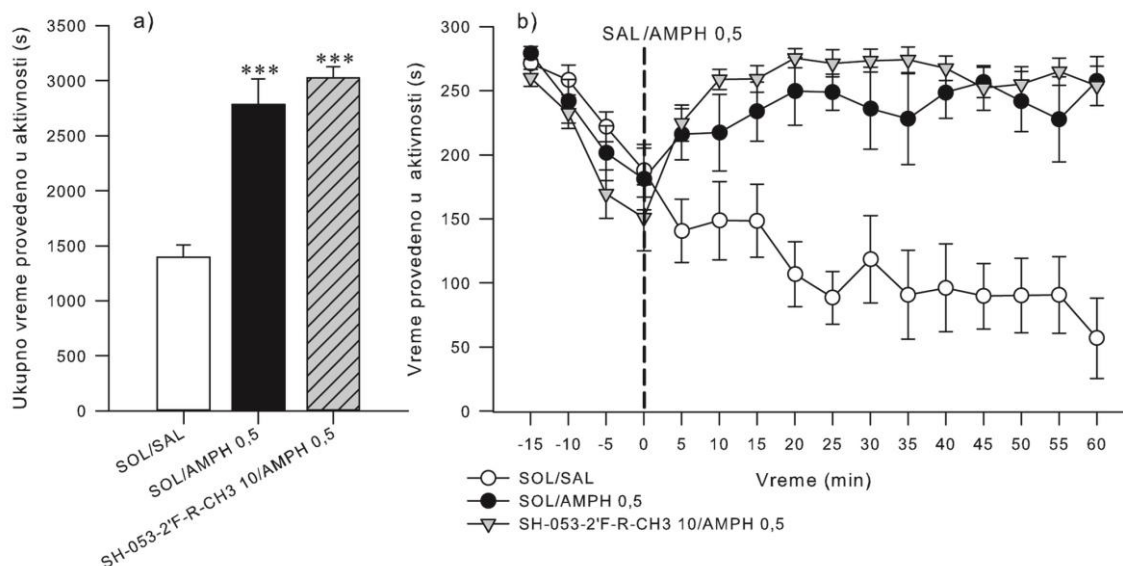 a)
Ukupno vreme provedeno u aktivnosti (s)
3500
3000
2500
2000
1500
1000
500
0
***
***
SOL/SAL
SOL/AMPH 0,5
SH-053-2'F-R-CH3 10/AMPH 0,5
b)
SAL/AMPH 0,5
Vreme provedeno u aktivnosti (s)
300
250
200
150
100
50
0
-15 -10 -5 0 5 10 15 20 25 30 35 40 45 50 55 60
Vreme (min)
SOL/SAL
SOL/AMPH 0,5
SH-053-2'F-R-CH3 10/AMPH 0,5